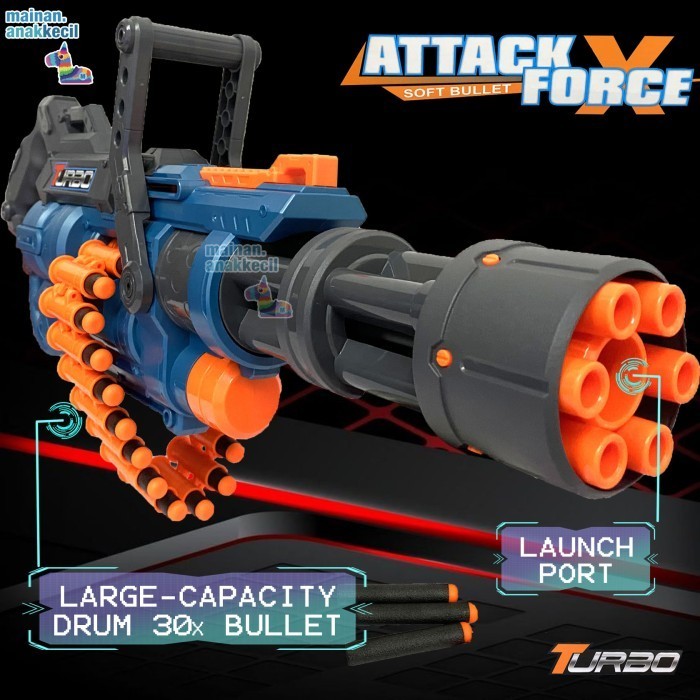 mainan.
anakkecil
ATTACK
SOFT BULLET
FORCE X
TURBO
mainan.
anakkecil
LAUNCH
PORT
LARGE-CAPACITY
DRUM 30x BULLET
TURBO